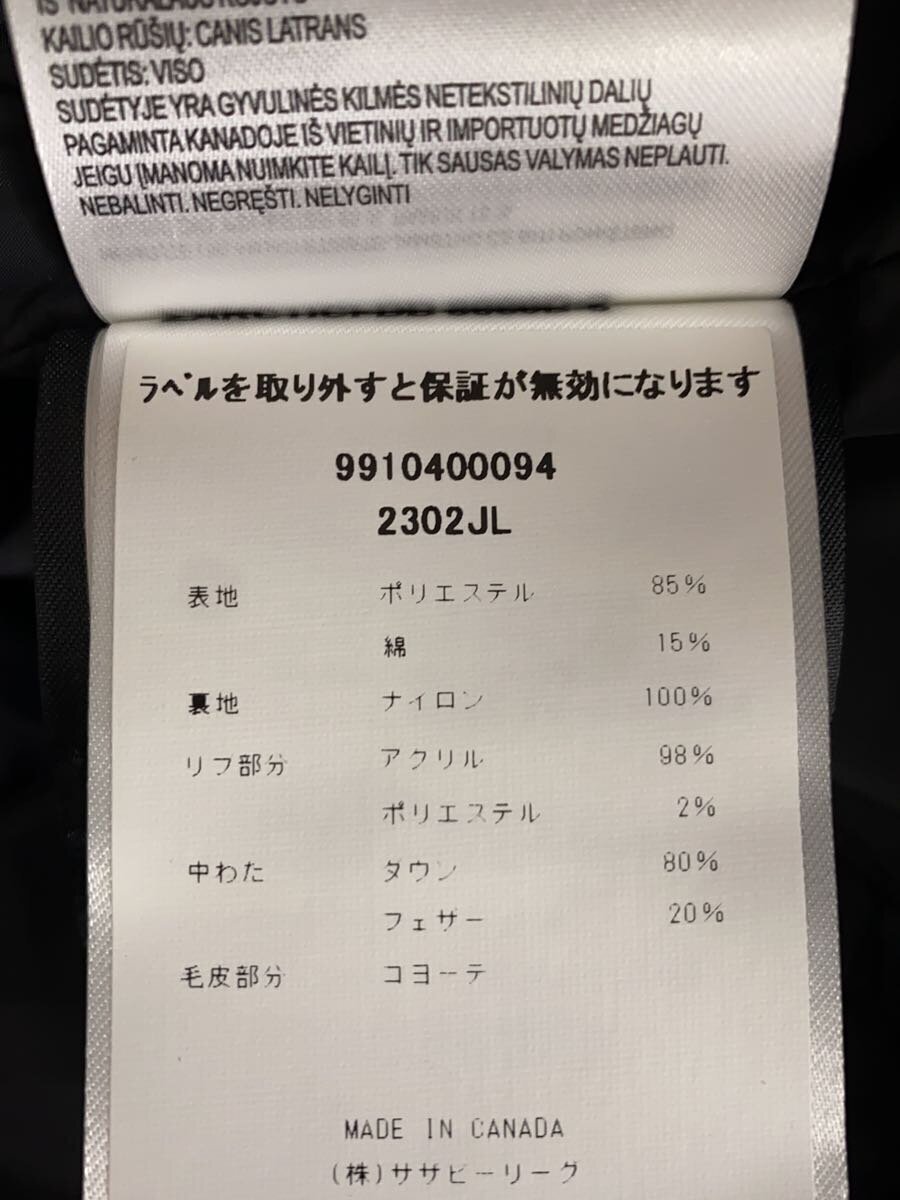 KAILIO RŪŠIŲ: CANIS LATRANS
SUDĖTIS: VISO
SUDĖTYJE YRA GYVULINĖS KILMĖS NETEKSTILINIŲ DALIŲ
PAGAMINTA KANADOJE IŠ VIETINIŲ IR IMPORTUOTŲ MEDŽIAGŲ
JEIGU ĮMANOMA NUIMKITE KAILĮ. TIK SAUSAS VALYMAS NEPLAUTI.
NEBALINTI. NEGRĘŠTI. NELYGINTI
ラベルを取り外すと保証が無効になります
9910400094
2302JL
表地 ポリエステル 85%
綿 15%
裏地 ナイロン 100%
リブ部分 アクリル 98%
ポリエステル 2%
中わた ダウン 80%
フェザー 20%
毛皮部分 コヨーテ
MADE IN CANADA
(株)サザビーリーグ